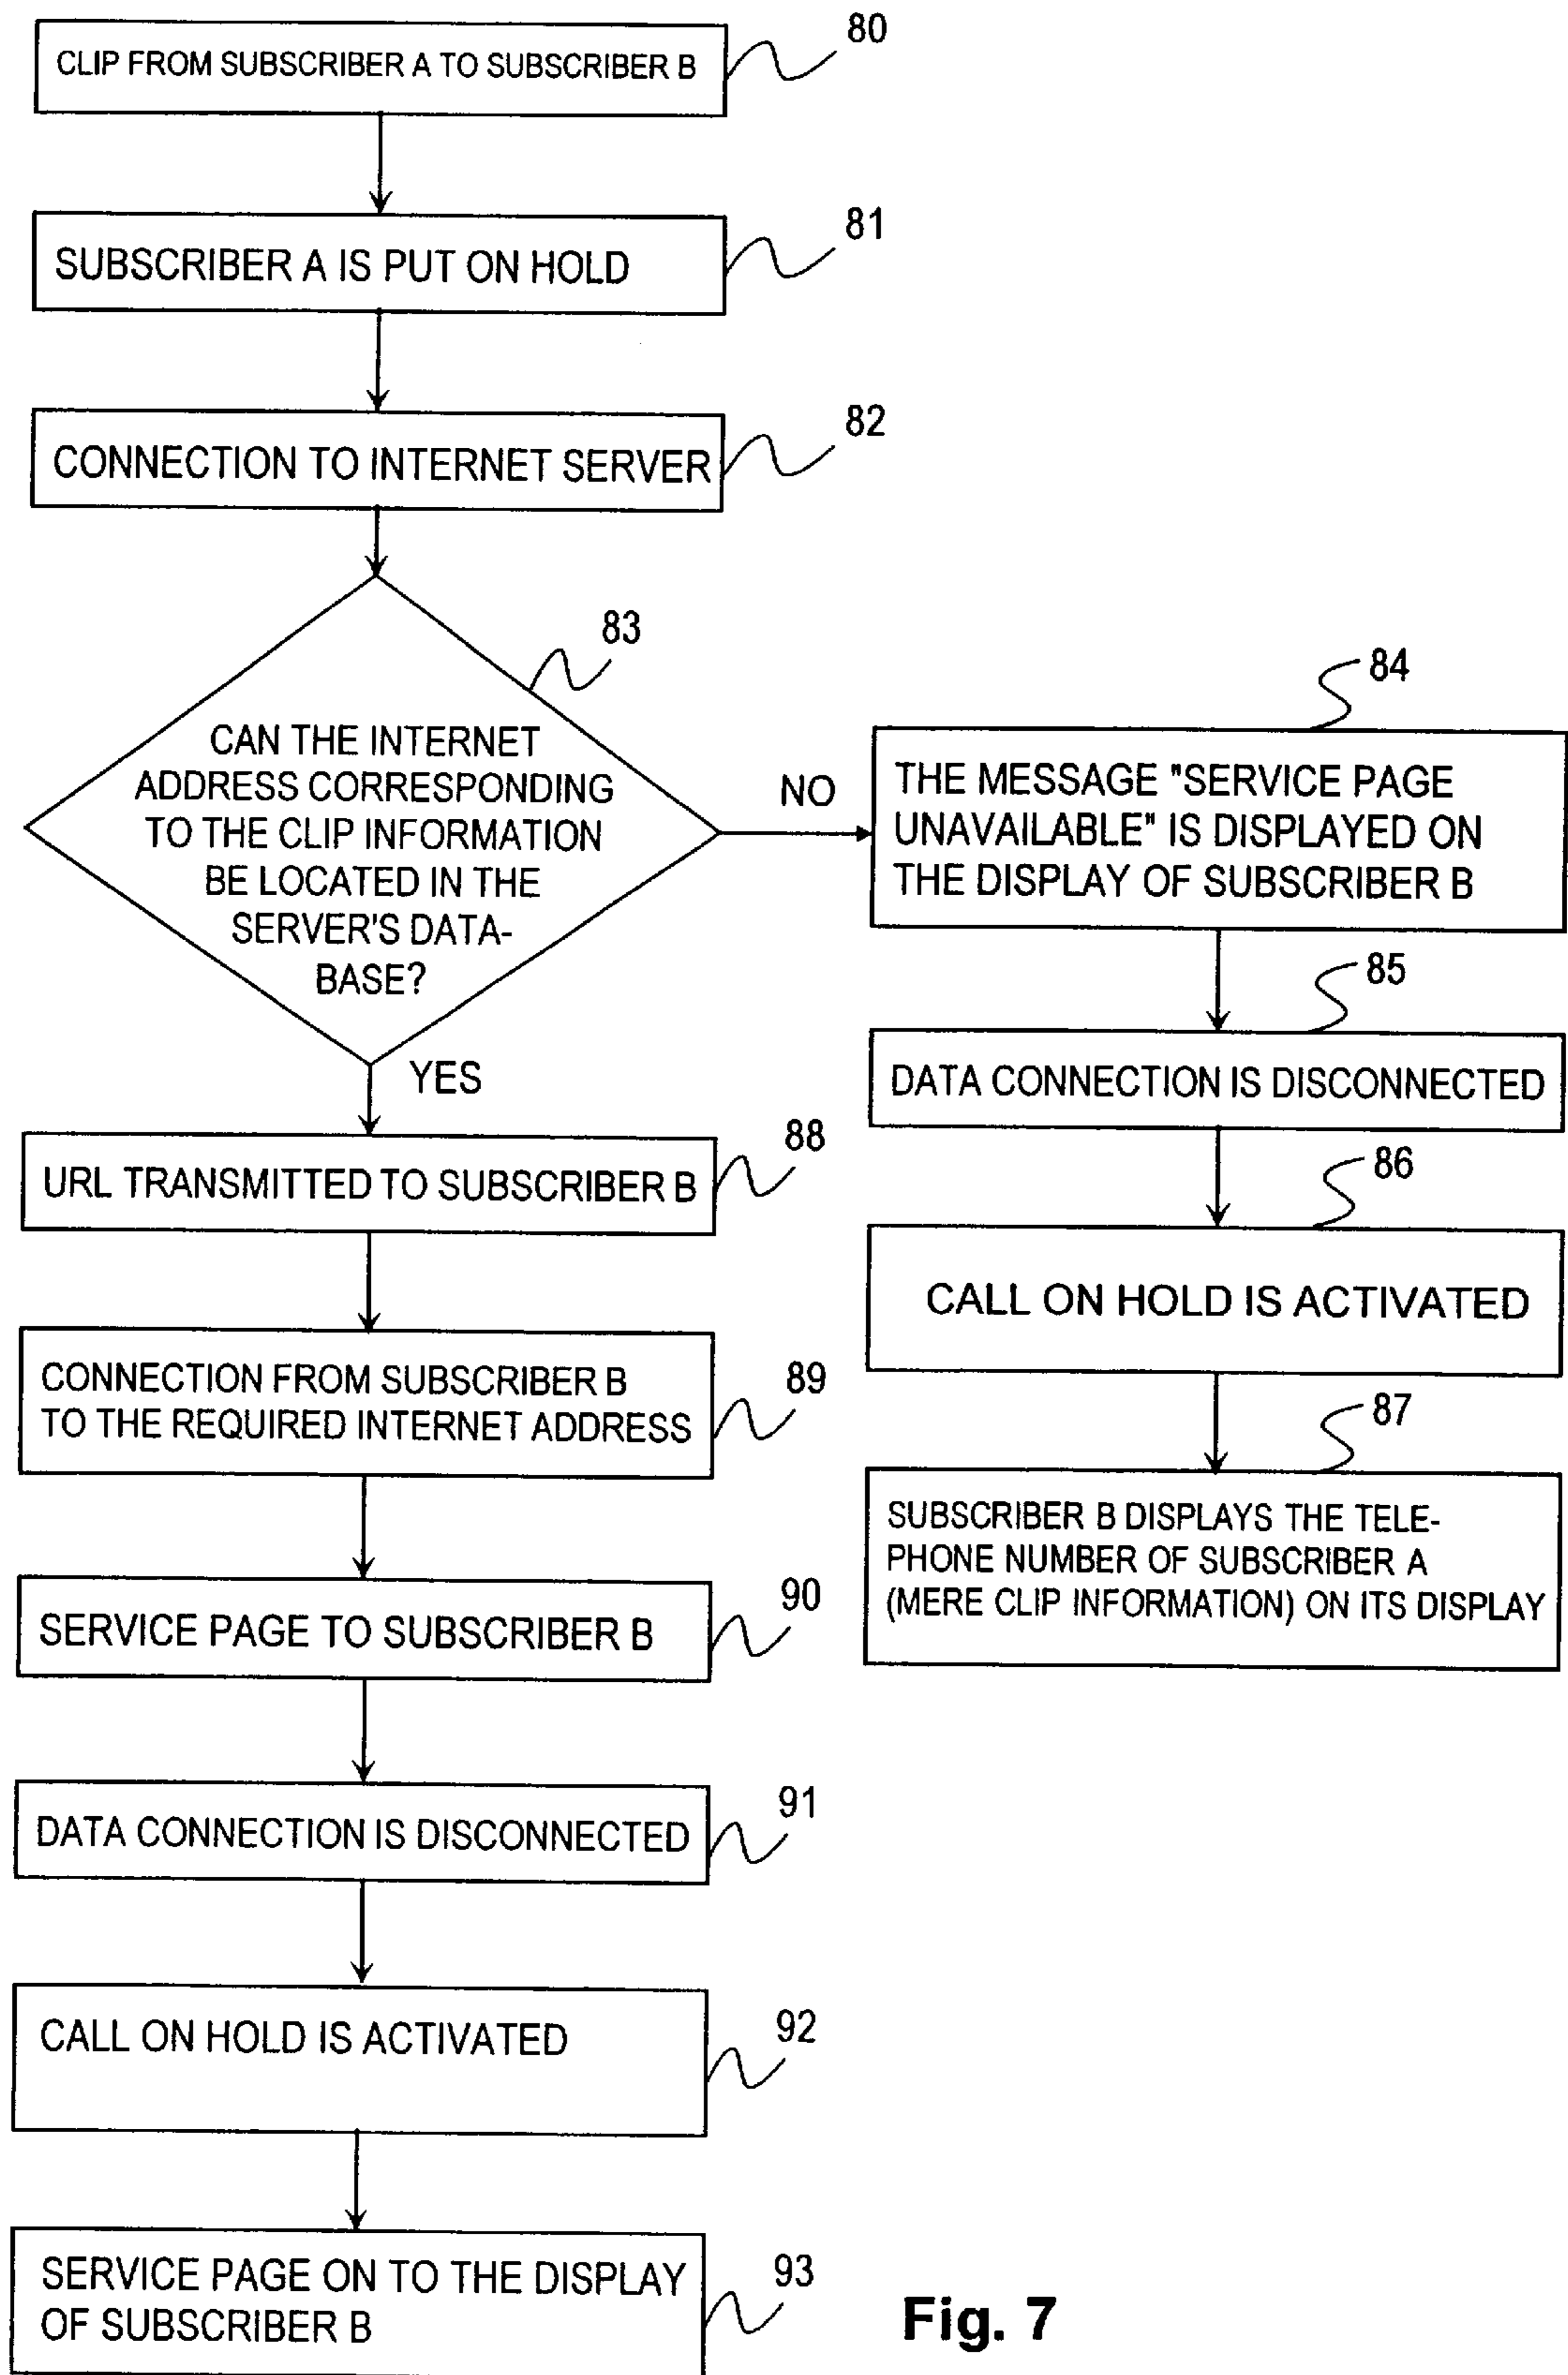 CLIP FROM SUBSCRIBER A TO SUBSCRIBER B
80
SUBSCRIBER A IS PUT ON HOLD
81
CONNECTION TO INTERNET SERVER
82
83
CAN THE INTERNET
ADDRESS CORRESPONDING
TO THE CLIP INFORMATION
BE LOCATED IN THE
SERVER'S DATA-
BASE?
NO
YES
84
THE MESSAGE "SERVICE PAGE
UNAVAILABLE" IS DISPLAYED ON
THE DISPLAY OF SUBSCRIBER B
85
DATA CONNECTION IS DISCONNECTED
86
CALL ON HOLD IS ACTIVATED
87
SUBSCRIBER B DISPLAYS THE TELE-
PHONE NUMBER OF SUBSCRIBER A
(MERE CLIP INFORMATION) ON ITS DISPLAY
URL TRANSMITTED TO SUBSCRIBER B
88
CONNECTION FROM SUBSCRIBER B
TO THE REQUIRED INTERNET ADDRESS
89
SERVICE PAGE TO SUBSCRIBER B
90
DATA CONNECTION IS DISCONNECTED
91
CALL ON HOLD IS ACTIVATED
92
SERVICE PAGE ON TO THE DISPLAY
OF SUBSCRIBER B
93
Fig. 7